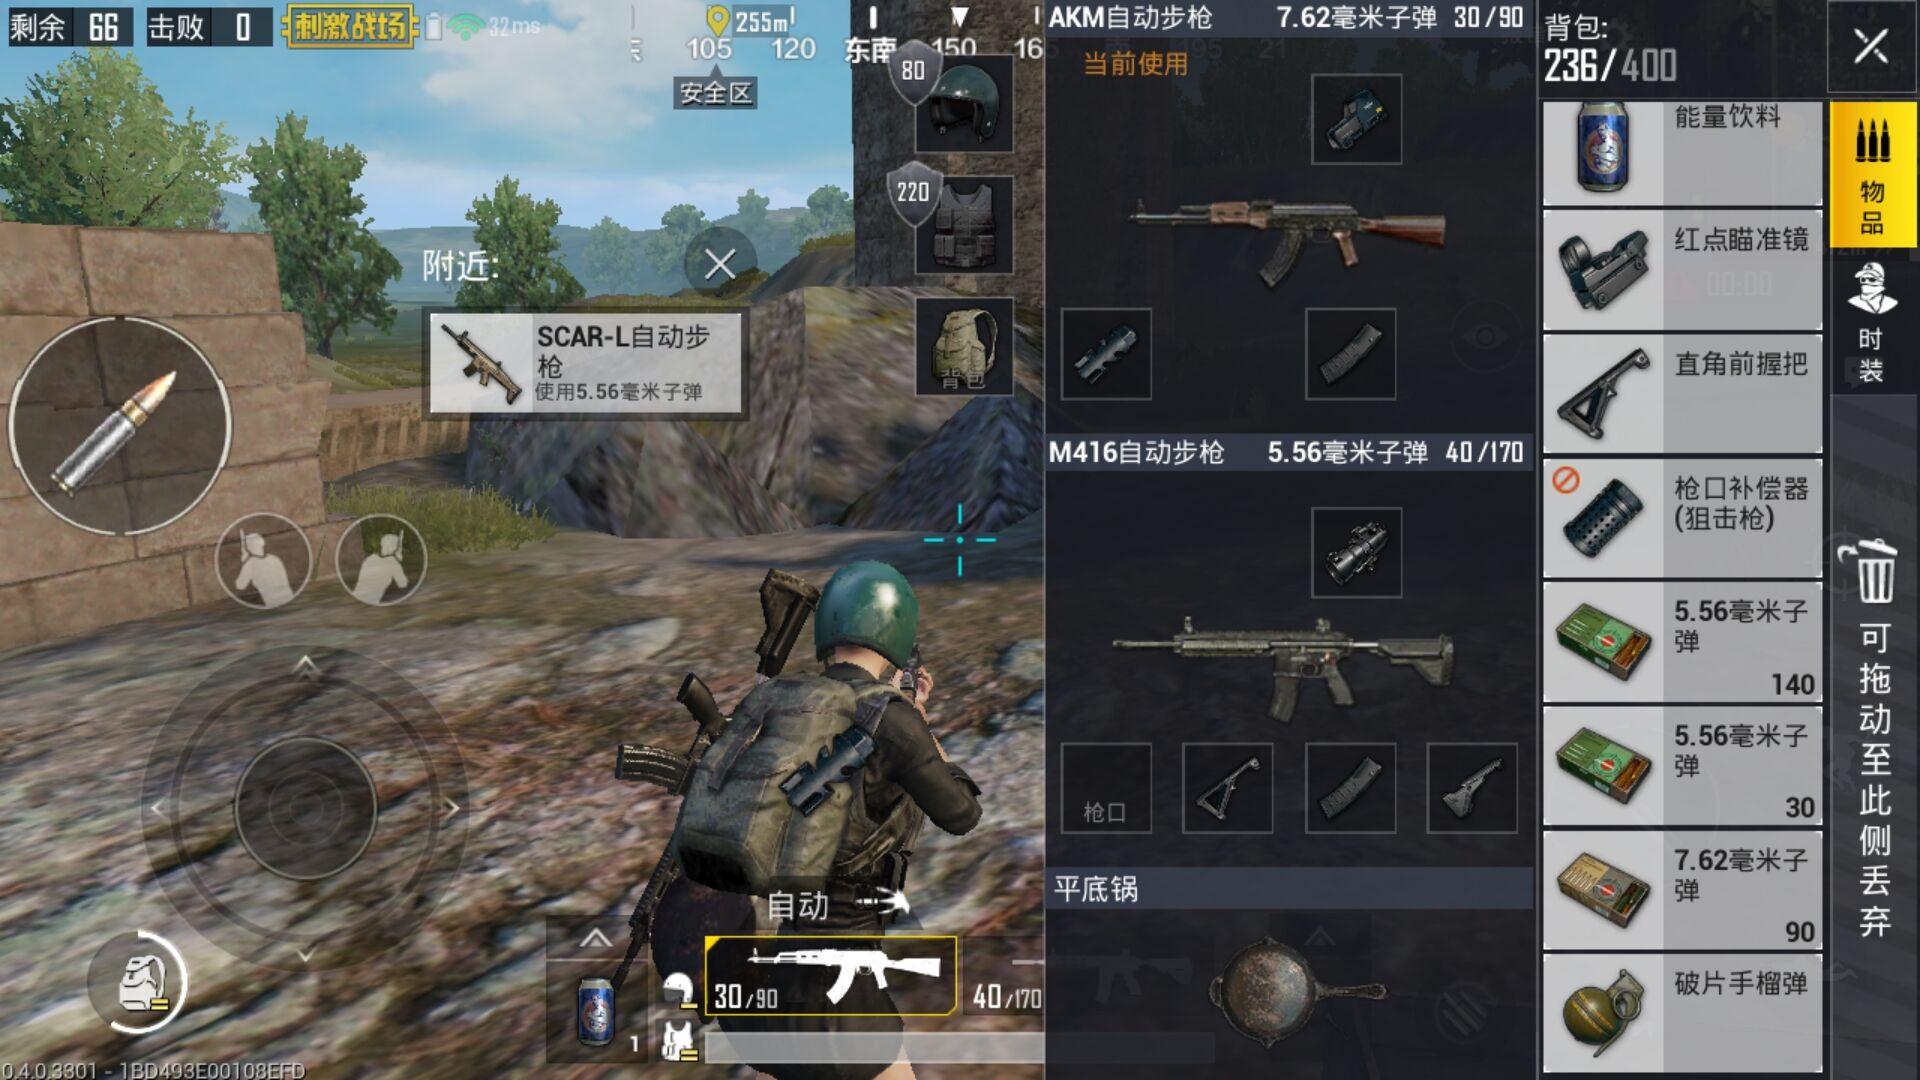 剩余 66 击败 0 刺激战场 32ms
255m
105 120 东南 150
安全区
80
220
背包
附近:
SCAR-L自动步
枪
使用5.56毫米子弹
自动
30/90
40/170
1
0.4.0.3301 - 1BD493E00108EFD
AKM自动步枪 7.62毫米子弹 30/90
当前使用
M416自动步枪 5.56毫米子弹 40/170
枪口
平底锅
背包:
236/400
能量饮料
红点瞄准镜
直角前握把
枪口补偿器
(狙击枪)
5.56毫米子
弹
140
5.56毫米子
弹
30
7.62毫米子
弹
90
破片手榴弹
物品
时装
可拖动至此侧丢弃